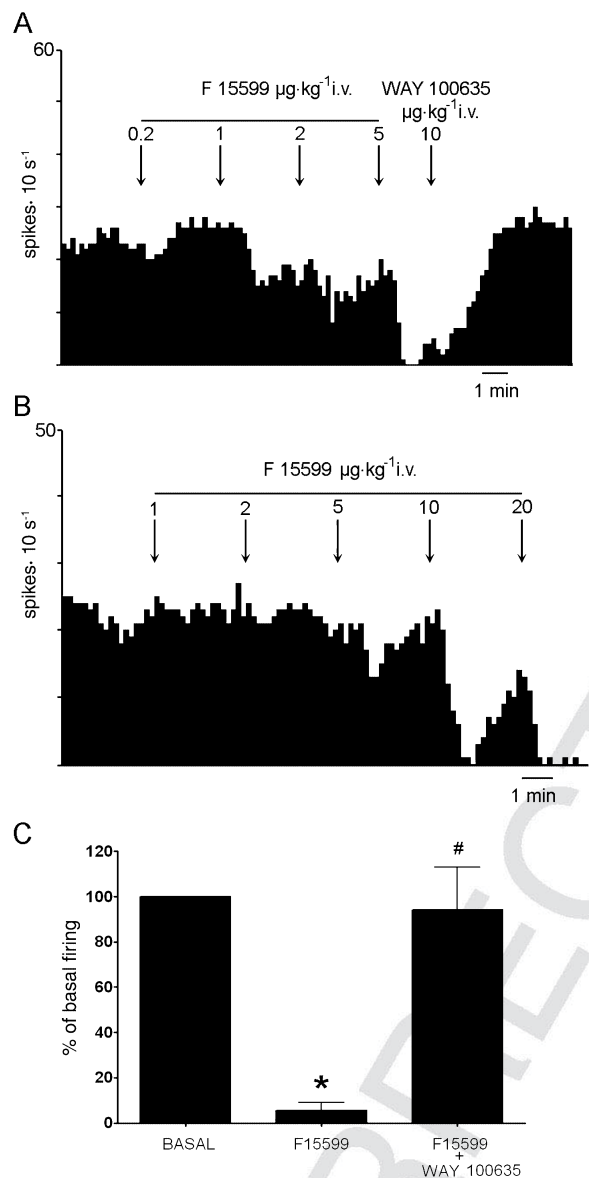 A
60
F 15599 µg·kg⁻¹i.v.
WAY 100635
µg·kg⁻¹i.v.
0.2 1 2 5 10
spikes· 10 s⁻¹
1 min
B
50
F 15599 µg·kg⁻¹i.v.
1 2 5 10 20
spikes· 10 s⁻¹
1 min
C
% of basal firing
120
100
80
60
40
20
0
*
#
BASAL
F15599
F15599
+
WAY 100635